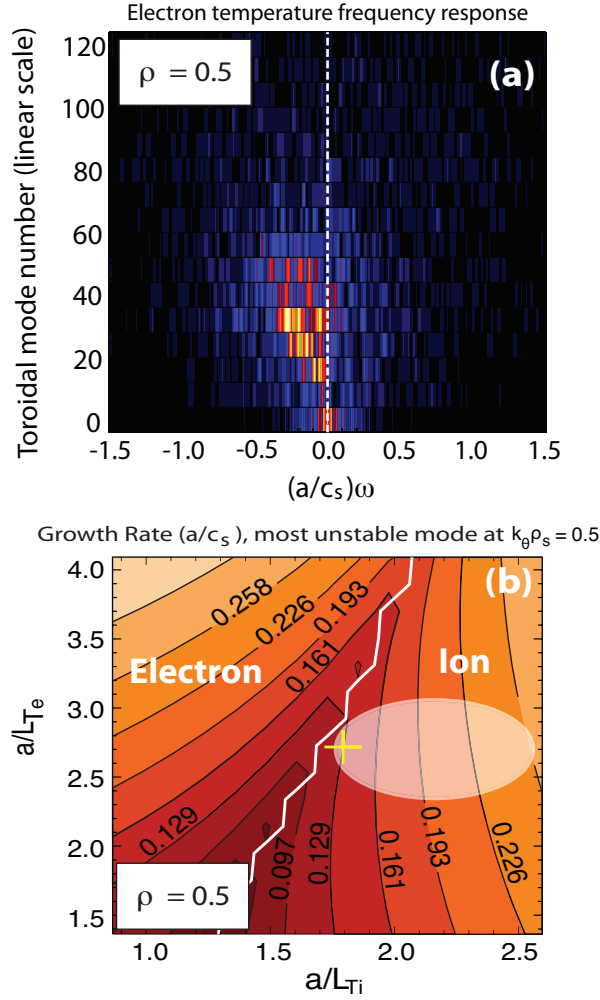 Electron temperature frequency response
Toroidal mode number (linear scale)
120
100
80
60
40
20
0
ρ = 0.5
(a)
-1.5 -1.0 -0.5 0.0 0.5 1.0 1.5
(a/cₛ)ω
Growth Rate (a/cₛ), most unstable mode at k_θρₛ = 0.5
a/L_Tₑ
4.0
3.5
3.0
2.5
2.0
1.5
(b)
0.258
0.226
0.193
0.161
Electron
Ion
0.129
0.097
0.129
0.161
0.193
0.226
ρ = 0.5
1.0 1.5 2.0 2.5
a/L_Ti